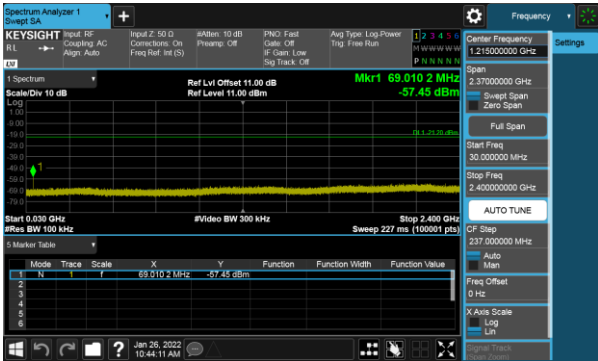 Spectrum Analyzer 1
Swept SA
Frequency
KEYSIGHT
RL
Input: RF
Coupling: AC
Align: Auto
Input Z: 50 Ω
Corrections: On
Freq Ref: Int (S)
#Atten: 10 dB
Preamp: Off
PNO: Fast
Gate: Off
IF Gain: Low
Sig Track: Off
Avg Type: Log-Power
Trig: Free Run
1 2 3 4 5 6
M W W W W W
P N N N N N
1 Spectrum
Scale/Div 10 dB
Ref Lvl Offset 11.00 dB
Ref Level 11.00 dBm
Mkr1 69.010 2 MHz
-57.45 dBm
Log
1.00
-9.00
-19.0
-29.0
-39.0
-49.0
-59.0
-69.0
-79.0
DL1 -21.20 dBm
1
Start 0.030 GHz
#Res BW 100 kHz
#Video BW 300 kHz
Stop 2.400 GHz
Sweep 227 ms (100001 pts)
5 Marker Table
Mode Trace Scale X Y Function Function Width Function Value
1 N 1 f 69.010 2 MHz -57.45 dBm
2
3
4
5
6
Jan 26, 2022
10:44:11 AM
Center Frequency
1.215000000 GHz
Settings
Span
2.37000000 GHz
Swept Span
Zero Span
Full Span
Start Freq
30.000000 MHz
Stop Freq
2.400000000 GHz
AUTO TUNE
CF Step
237.000000 MHz
Auto
Man
Freq Offset
0 Hz
X Axis Scale
Log
Lin
Signal Track
(Span Zoom)